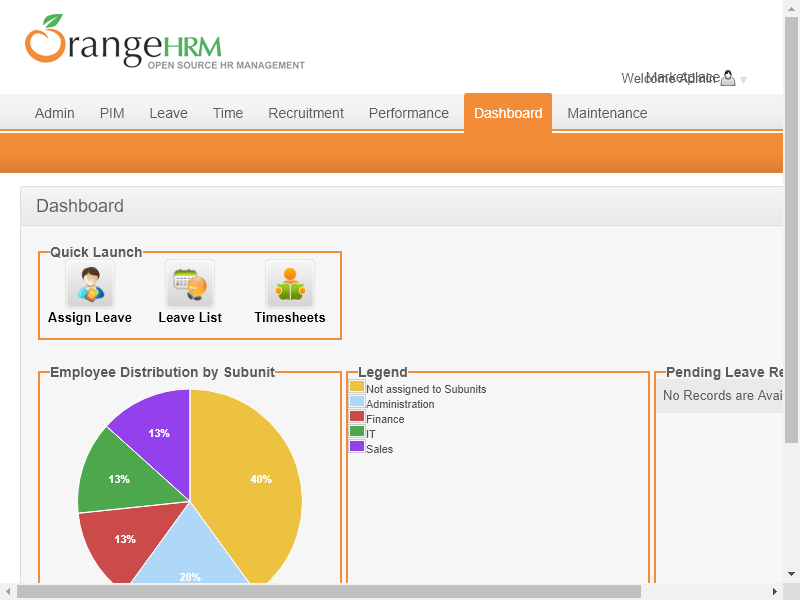 OrangeHRM
OPEN SOURCE HR MANAGEMENT
Marketplace
Welcome Admin
Admin PIM Leave Time Recruitment Performance Dashboard Maintenance
Dashboard
Quick Launch
Assign Leave Leave List Timesheets
Employee Distribution by Subunit
13%
40%
13%
13%
20%
Legend
Not assigned to Subunits
Administration
Finance
IT
Sales
Pending Leave Re
No Records are Avai